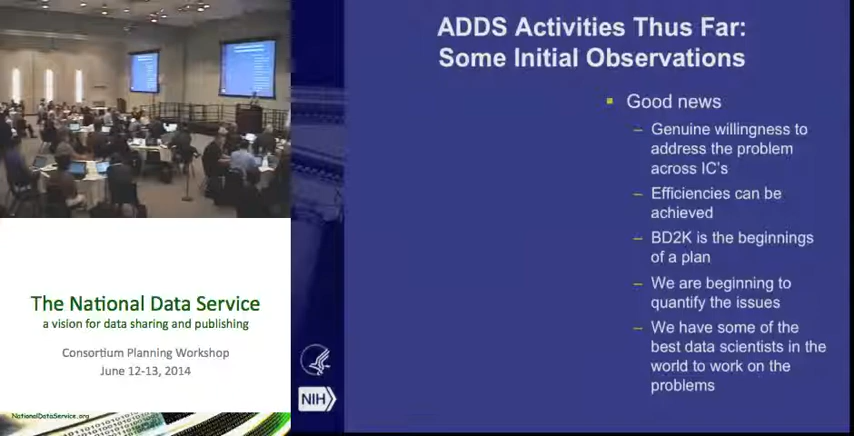 ADDS Activities Thus Far:
Some Initial Observations
Good news
– Genuine willingness to
address the problem
across IC's
– Efficiencies can be
achieved
– BD2K is the beginnings
of a plan
– We are beginning to
quantify the issues
– We have some of the
best data scientists in the
world to work on the
problems
The National Data Service
a vision for data sharing and publishing
Consortium Planning Workshop
June 12-13, 2014
NationalDataService.org
NIH